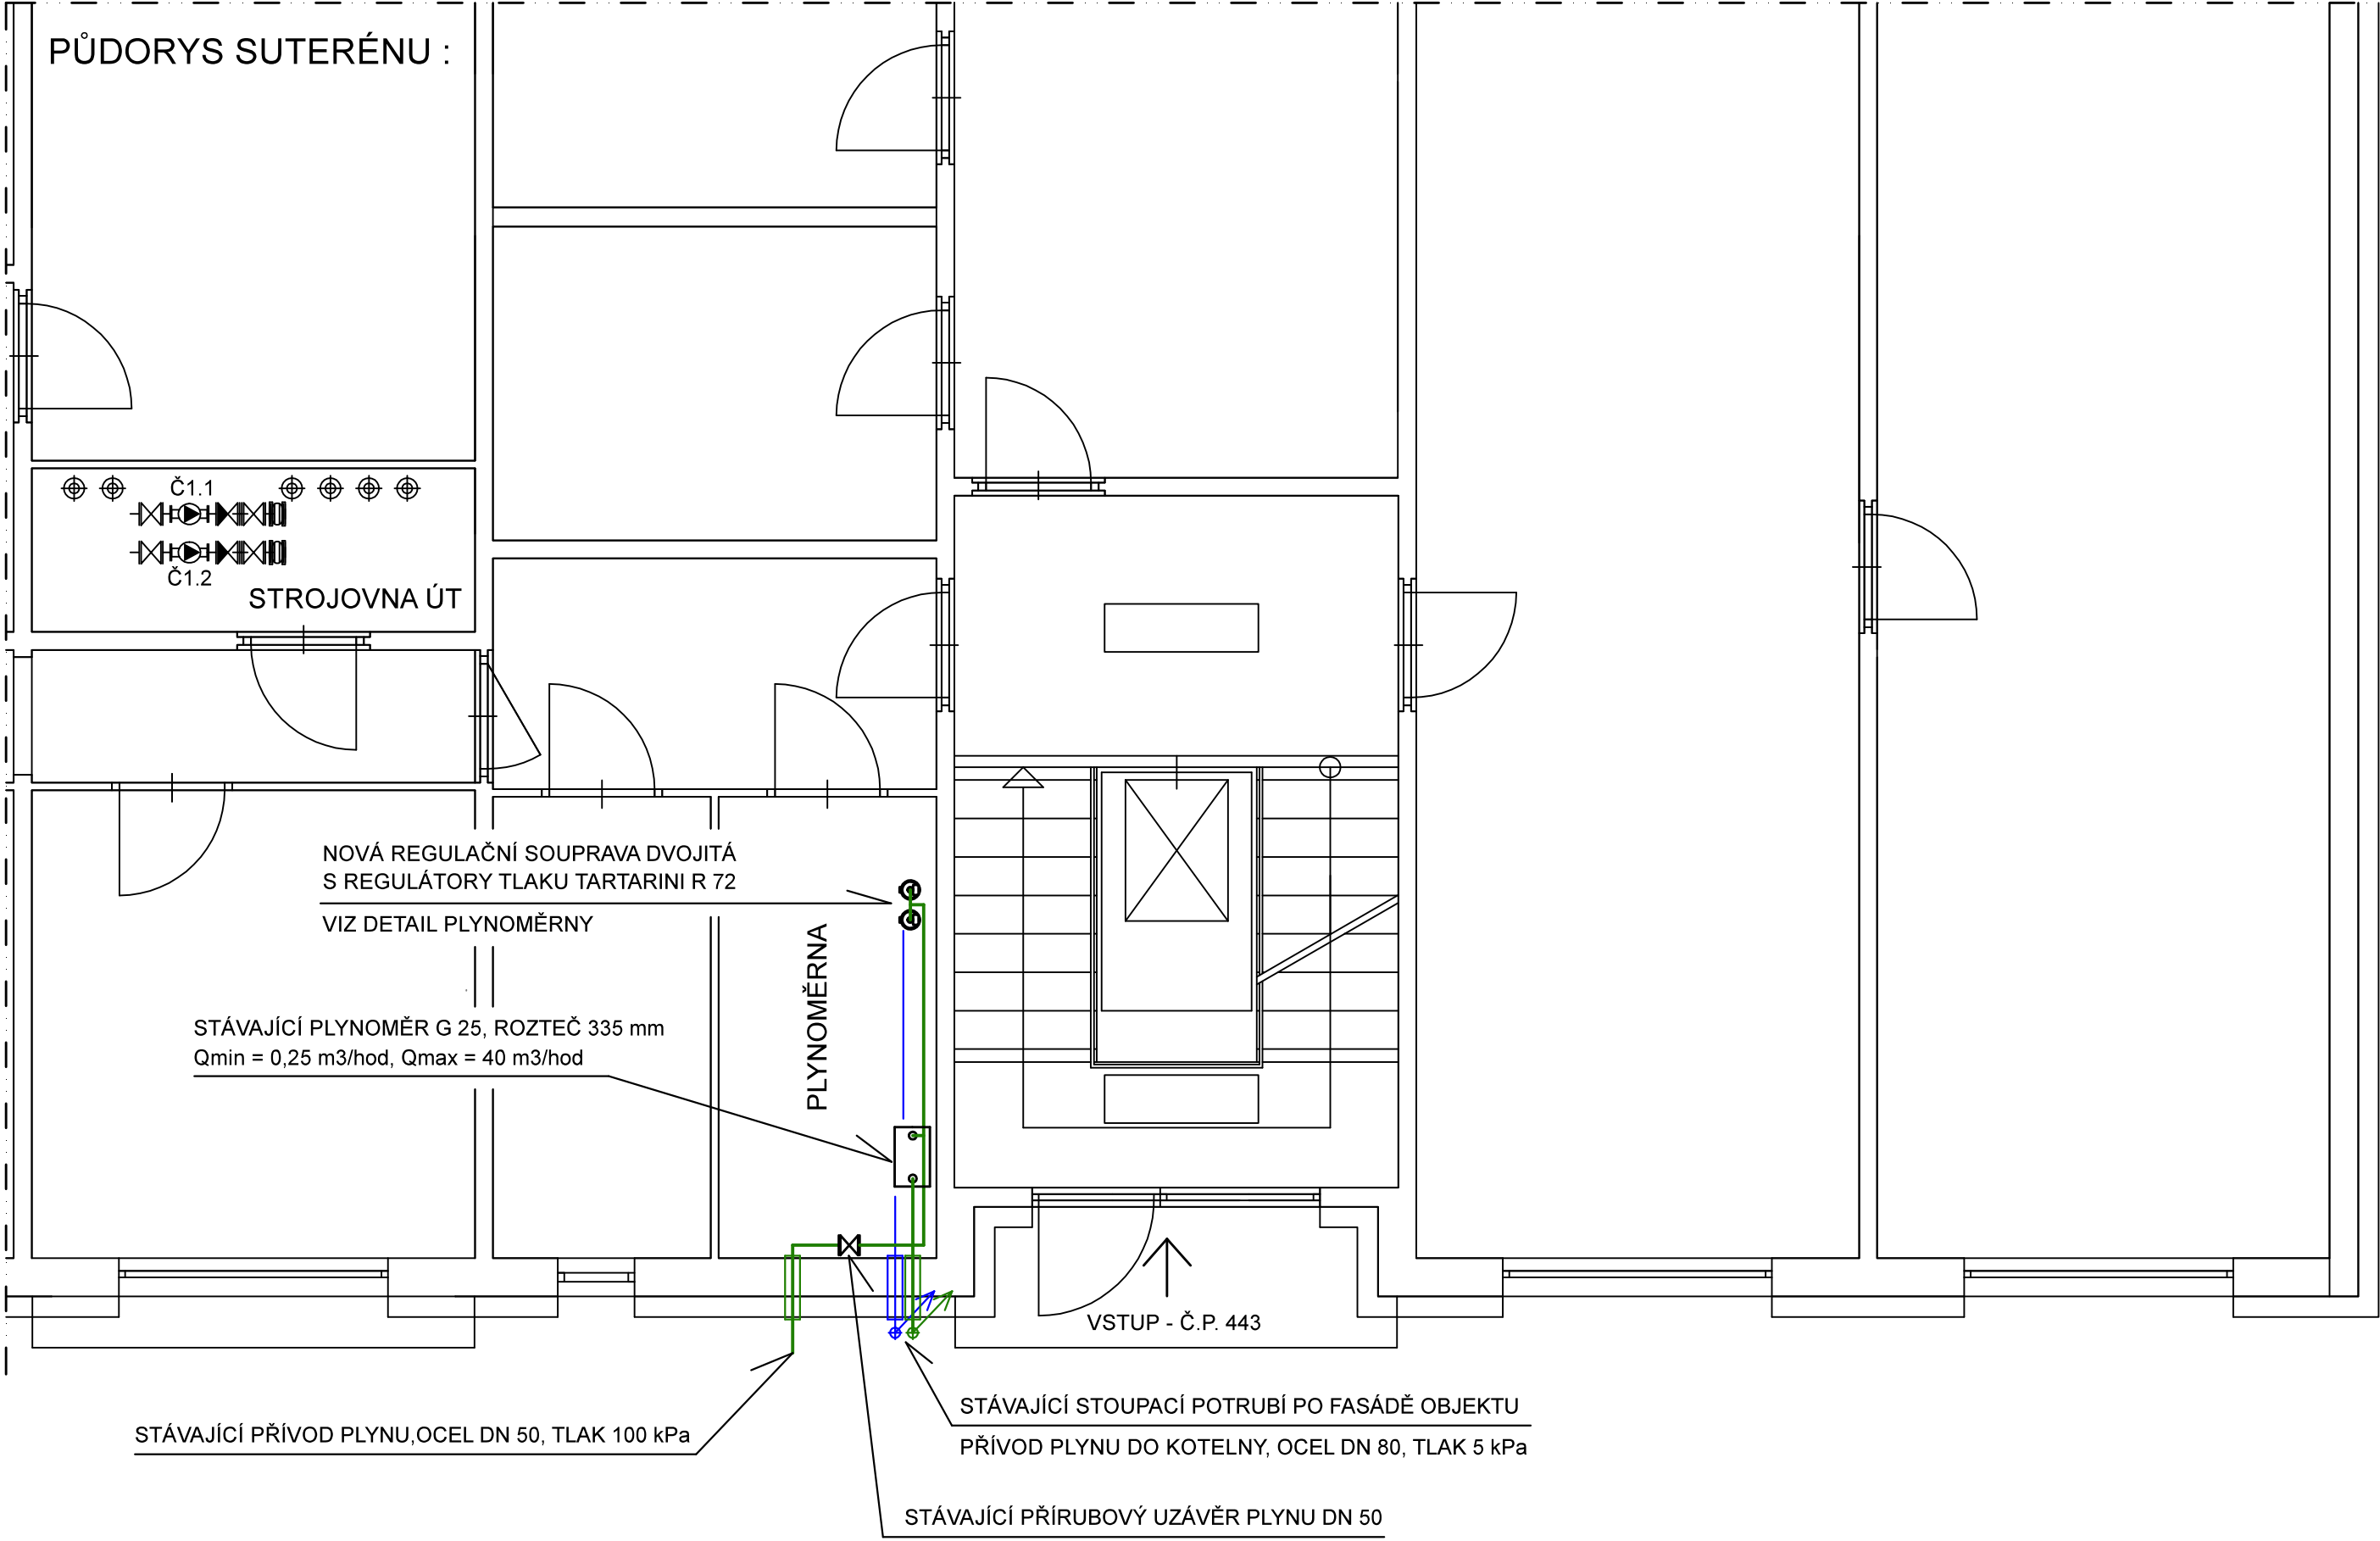 PŮDORYS SUTERÉNU :
Č1.1
Č1.2
STROJOVNA ÚT
NOVÁ REGULAČNÍ SOUPRAVA DVOJITÁ
S REGULÁTORY TLAKU TARTARINI R 72
VIZ DETAIL PLYNOMĚRNY
PLYNOMĚRNA
STÁVAJÍCÍ PLYNOMĚR G 25, ROZTEČ 335 mm
Qmin = 0,25 m3/hod, Qmax = 40 m3/hod
VSTUP - Č.P. 443
STÁVAJÍCÍ STOUPACÍ POTRUBÍ PO FASÁDĚ OBJEKTU
PŘÍVOD PLYNU DO KOTELNY, OCEL DN 80, TLAK 5 kPa
STÁVAJÍCÍ PŘÍVOD PLYNU,OCEL DN 50, TLAK 100 kPa
STÁVAJÍCÍ PŘÍRUBOVÝ UZÁVĚR PLYNU DN 50